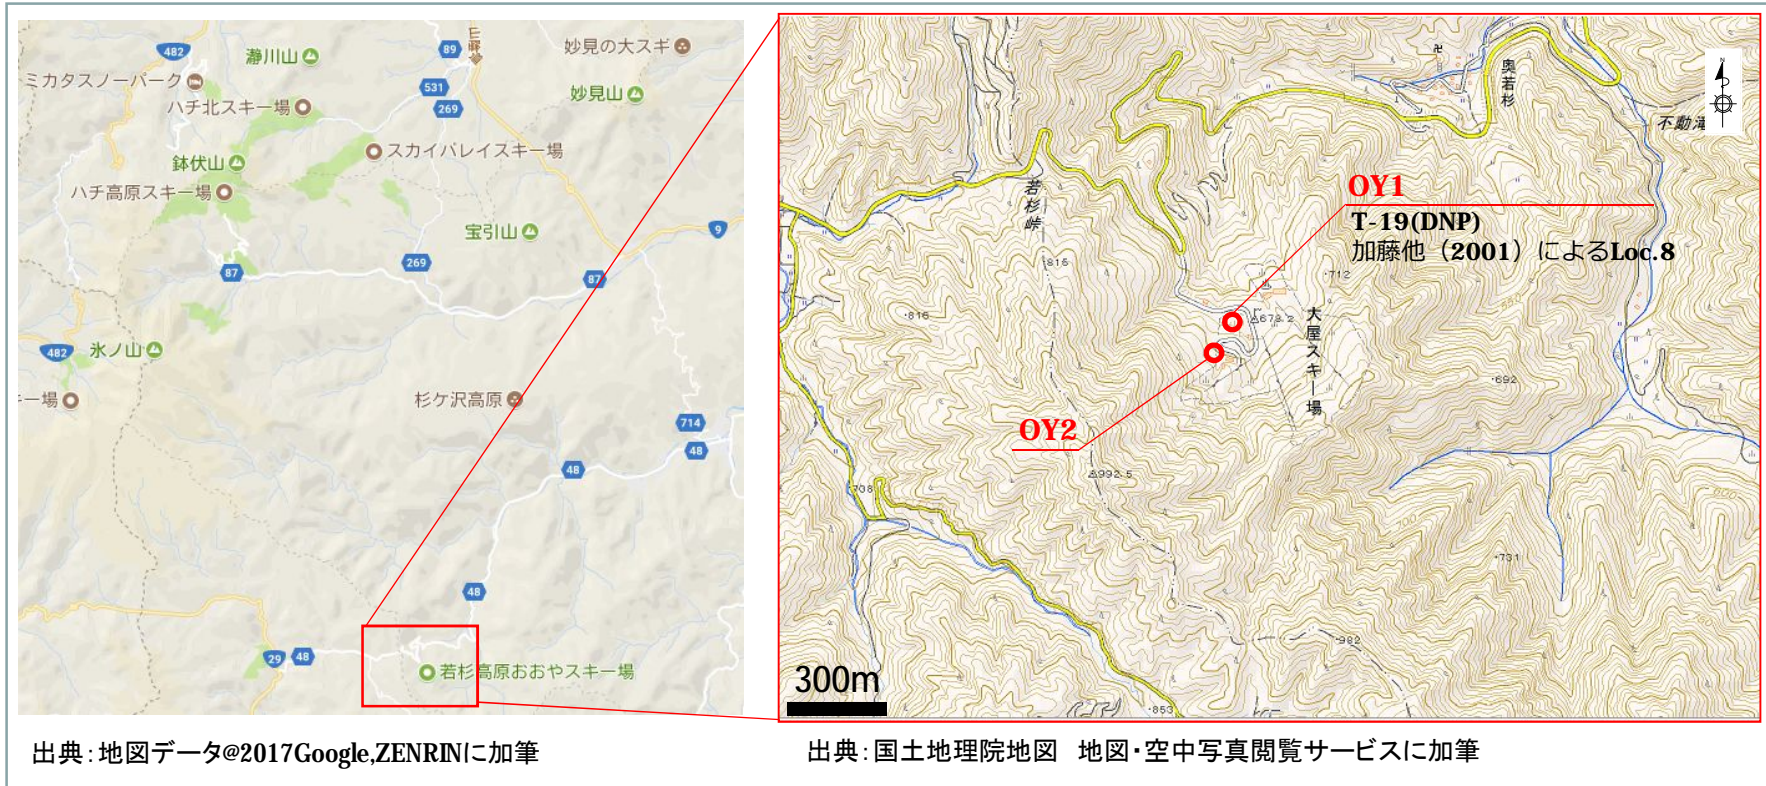 482
瀞川山
89
妙見の大スギ
ミカタスノーパーク
531
妙見山
ハチ北スキー場
269
スカイバレイスキー場
鉢伏山
ハチ高原スキー場
宝引山
9
269
87
87
482
氷ノ山
ー場
杉ケ沢高原
714
48
48
48
29
48
若杉高原おおやスキー場
出典:地図データ@2017Google,ZENRINに加筆
奥若杉
不動滝
若杉峠
OY1
T-19(DNP)
加藤他（2001）によるLoc.8
815
712
816
673.2
大屋スキー場
692
OY2
992.5
708
700
731
982
853
300m
出典:国土地理院地図 地図・空中写真閲覧サービスに加筆